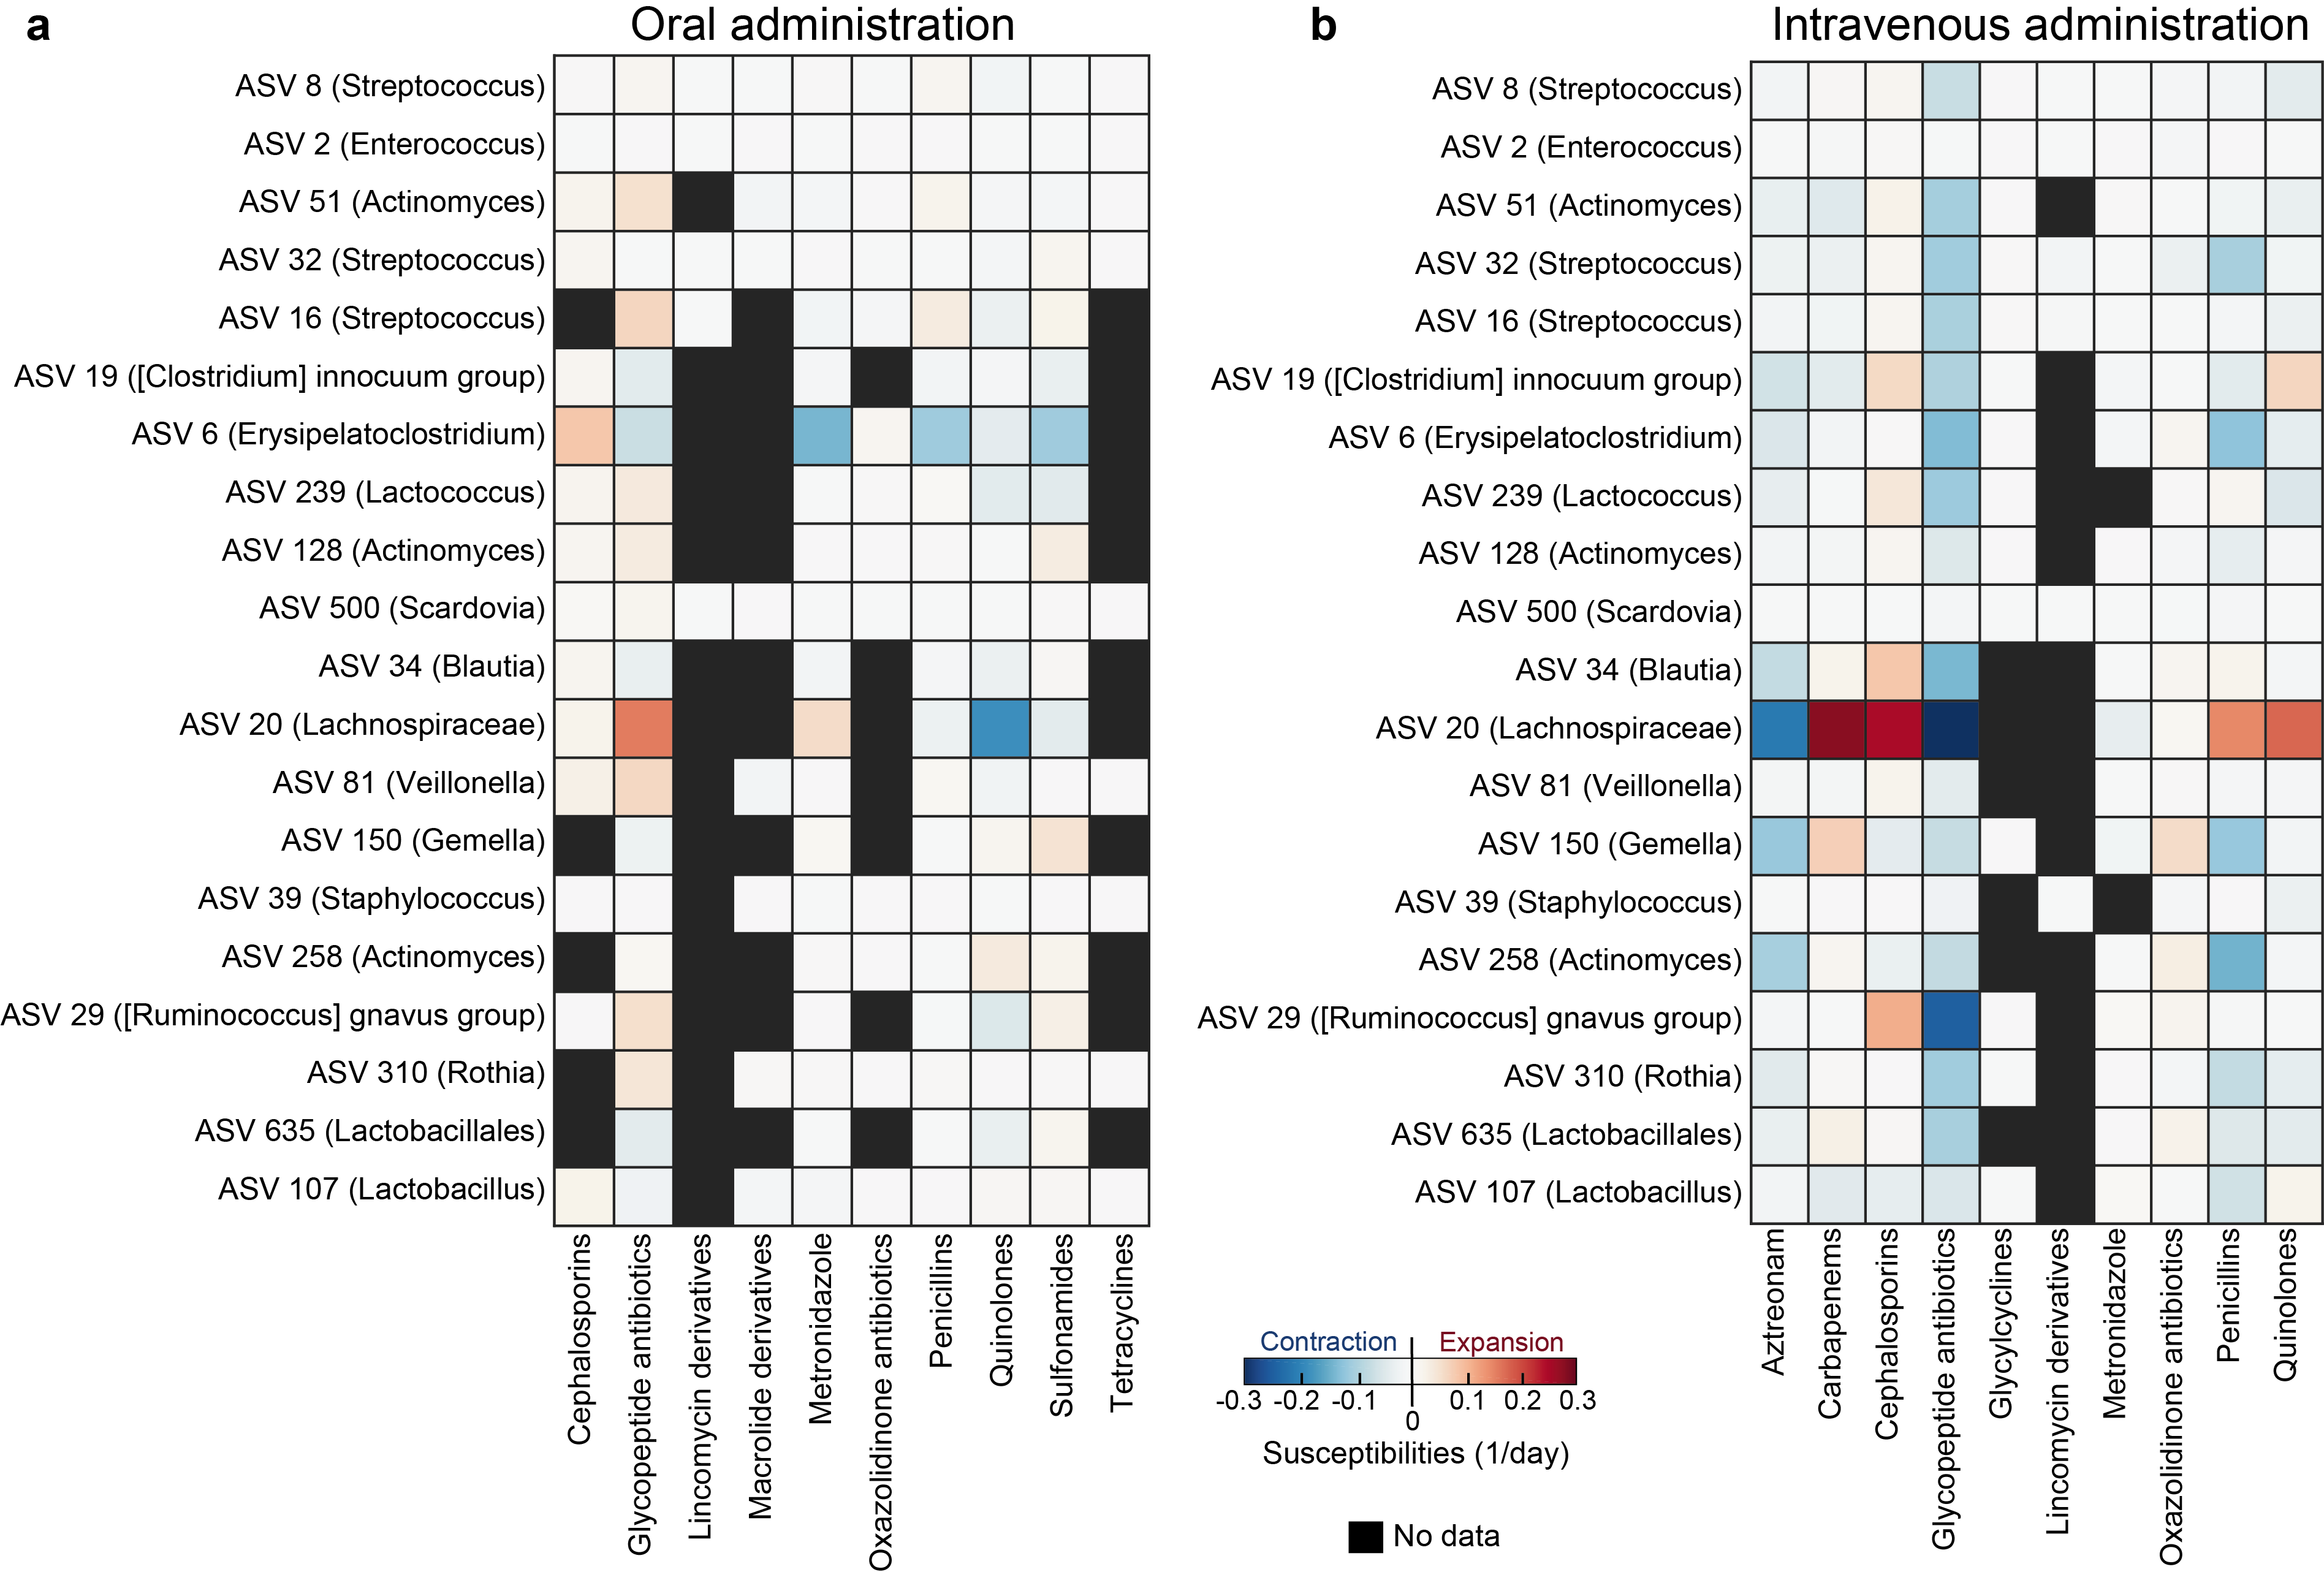 a
Oral administration
ASV 8 (Streptococcus)
ASV 2 (Enterococcus)
ASV 51 (Actinomyces)
ASV 32 (Streptococcus)
ASV 16 (Streptococcus)
ASV 19 ([Clostridium] innocuum group)
ASV 6 (Erysipelatoclostridium)
ASV 239 (Lactococcus)
ASV 128 (Actinomyces)
ASV 500 (Scardovia)
ASV 34 (Blautia)
ASV 20 (Lachnospiraceae)
ASV 81 (Veillonella)
ASV 150 (Gemella)
ASV 39 (Staphylococcus)
ASV 258 (Actinomyces)
ASV 29 ([Ruminococcus] gnavus group)
ASV 310 (Rothia)
ASV 635 (Lactobacillales)
ASV 107 (Lactobacillus)
Cephalosporins
Glycopeptide antibiotics
Lincomycin derivatives
Macrolide derivatives
Metronidazole
Oxazolidinone antibiotics
Penicillins
Quinolones
Sulfonamides
Tetracyclines
b
Intravenous administration
ASV 8 (Streptococcus)
ASV 2 (Enterococcus)
ASV 51 (Actinomyces)
ASV 32 (Streptococcus)
ASV 16 (Streptococcus)
ASV 19 ([Clostridium] innocuum group)
ASV 6 (Erysipelatoclostridium)
ASV 239 (Lactococcus)
ASV 128 (Actinomyces)
ASV 500 (Scardovia)
ASV 34 (Blautia)
ASV 20 (Lachnospiraceae)
ASV 81 (Veillonella)
ASV 150 (Gemella)
ASV 39 (Staphylococcus)
ASV 258 (Actinomyces)
ASV 29 ([Ruminococcus] gnavus group)
ASV 310 (Rothia)
ASV 635 (Lactobacillales)
ASV 107 (Lactobacillus)
Aztreonam
Carbapenems
Cephalosporins
Glycopeptide antibiotics
Glycylcyclines
Lincomycin derivatives
Metronidazole
Oxazolidinone antibiotics
Penicillins
Quinolones
Contraction Expansion
-0.3 -0.2 -0.1 0 0.1 0.2 0.3
Susceptibilities (1/day)
No data